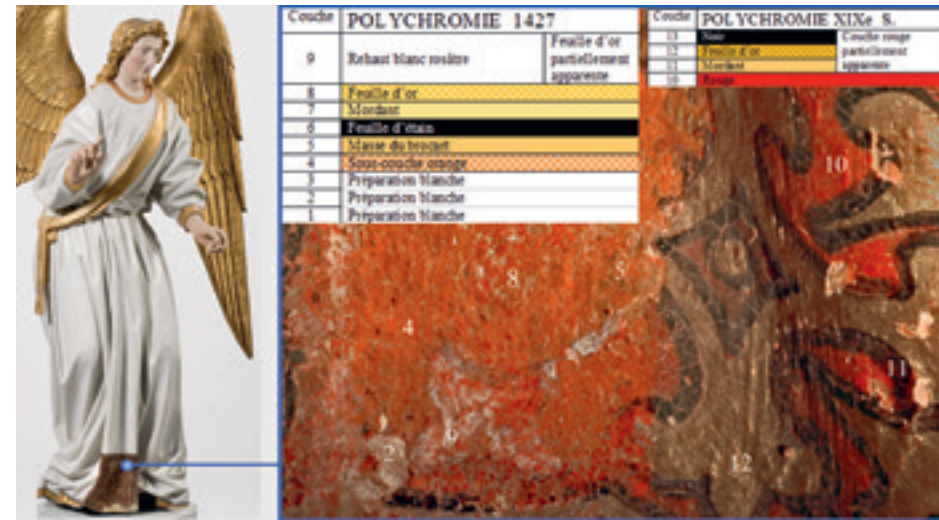 Couche POLYCHROMIE 1427
9 Rehaut blanc rosâtre Feuille d'or partiellement apparente
8 Feuille d'or
7 Mordant
6 Feuille d'étain
5 Masse du brocart
4 Sous-couche orange
3 Préparation blanche
2 Préparation blanche
1 Préparation blanche
Couche POLYCHROMIE XIXe S.
13 Noir Couche rouge partiellement apparente
12 Feuille d'or
11 Mordant
10 Rouge
10
8
5
4
11
6
2
12